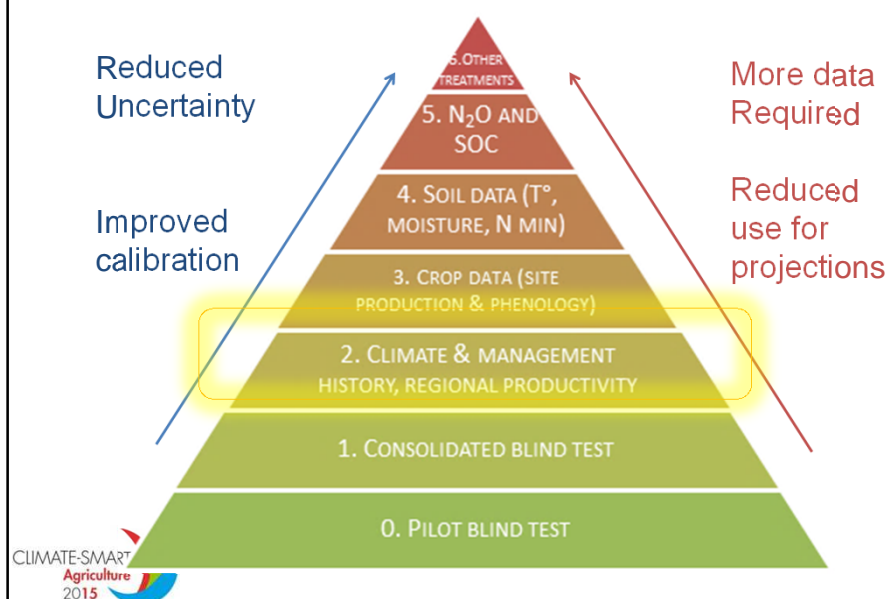 Reduced
Uncertainty
Improved
calibration
6.OTHER
TREATMENTS
5. N₂O AND
SOC
4. SOIL DATA (T°,
MOISTURE, N MIN)
3. CROP DATA (SITE
PRODUCTION & PHENOLOGY)
2. CLIMATE & MANAGEMENT
HISTORY, REGIONAL PRODUCTIVITY
1. CONSOLIDATED BLIND TEST
0. PILOT BLIND TEST
More data
Required
Reduced
use for
projections
CLIMATE-SMART
Agriculture
2015